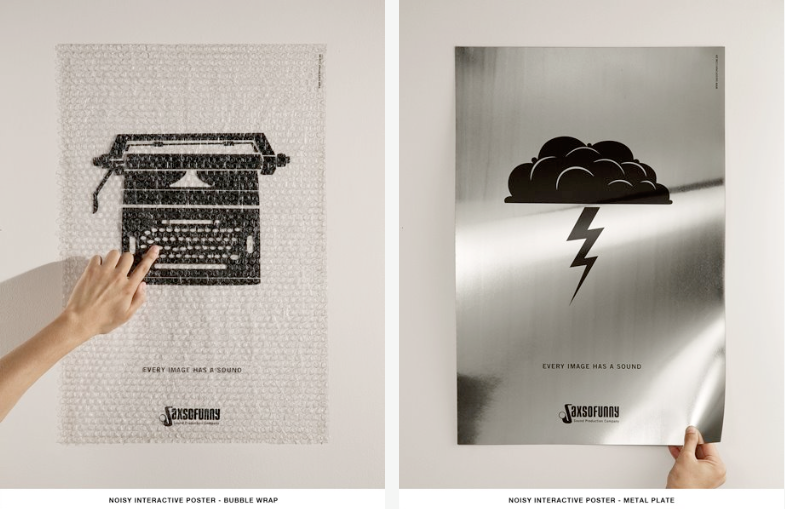 EVERY IMAGE HAS A SOUND
SAXSOFUNNY
Sound Production Company
NOISY INTERACTIVE POSTER - BUBBLE WRAP
EVERY IMAGE HAS A SOUND
SAXSOFUNNY
Sound Production Company
NOISY INTERACTIVE POSTER - METAL PLATE